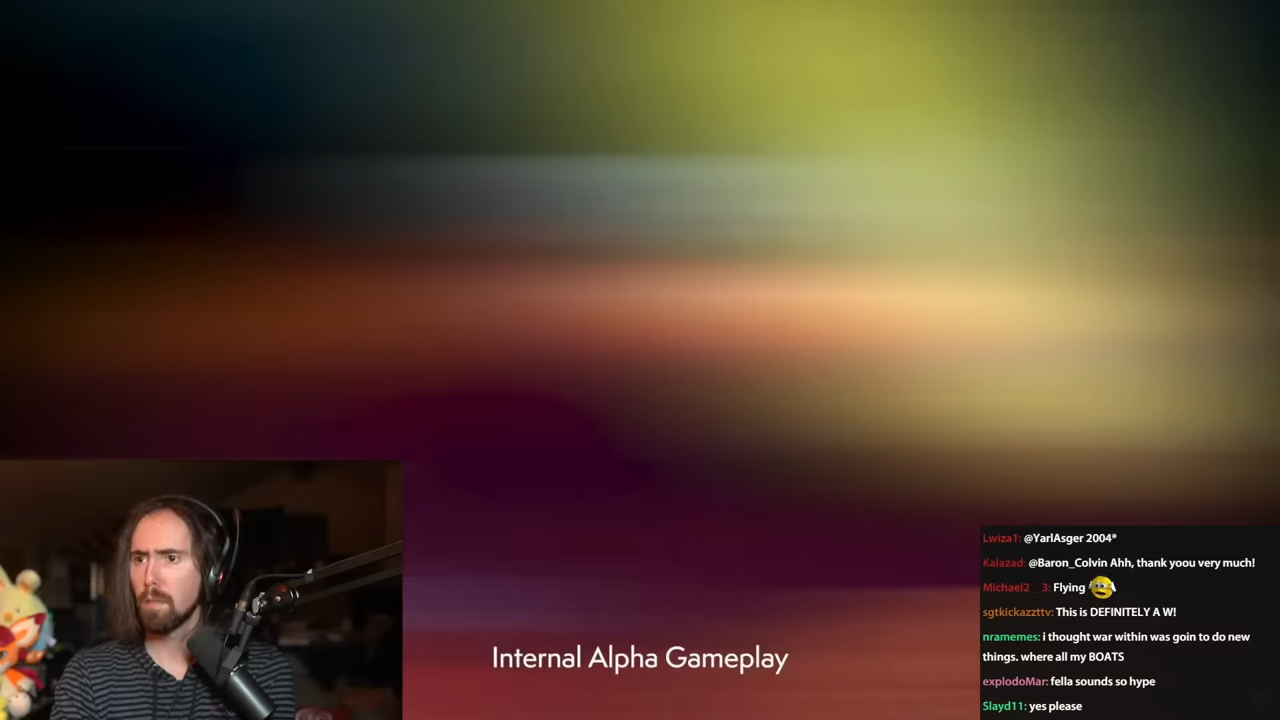 Internal Alpha Gameplay
Lwiza1: @YarlAsger 2004*
Kalazad: @Baron_Colvin Ahh, thank yoou very much!
Michael2__3: Flying
sgtkickazzttv: This is DEFINITELY A W!
nramemes: i thought war within was goin to do new
things. where all my BOATS
explodoMar: fella sounds so hype
Slayd11: yes please